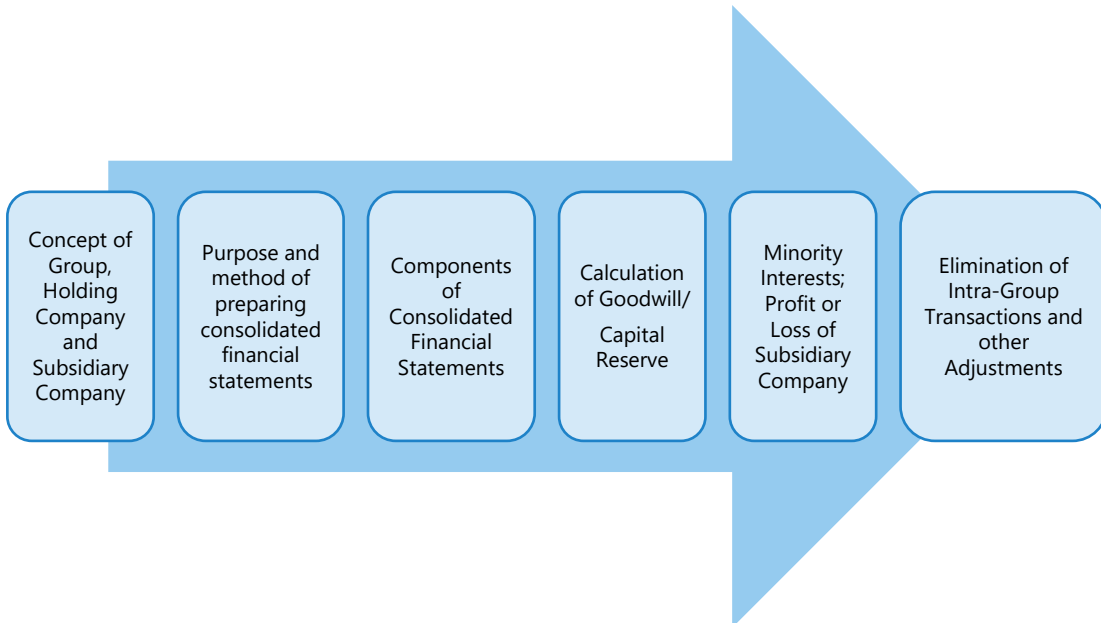 Concept of
Group,
Holding
Company
and
Subsidiary
Company
Purpose and
method of
preparing
consolidated
financial
statements
Components
of
Consolidated
Financial
Statements
Calculation
of Goodwill/
Capital
Reserve
Minority
Interests;
Profit or
Loss of
Subsidiary
Company
Elimination of
Intra-Group
Transactions and
other
Adjustments